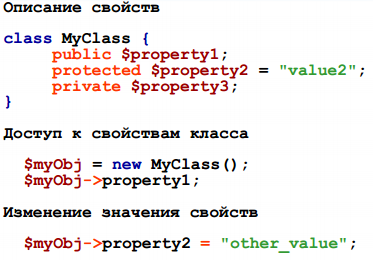 Описание свойств
class MyClass {
public $property1;
protected $property2 = "value2";
private $property3;
}
Доступ к свойствам класса
$myObj = new MyClass();
$myObj->property1;
Изменение значения свойств
$myObj->property2 = "other_value";